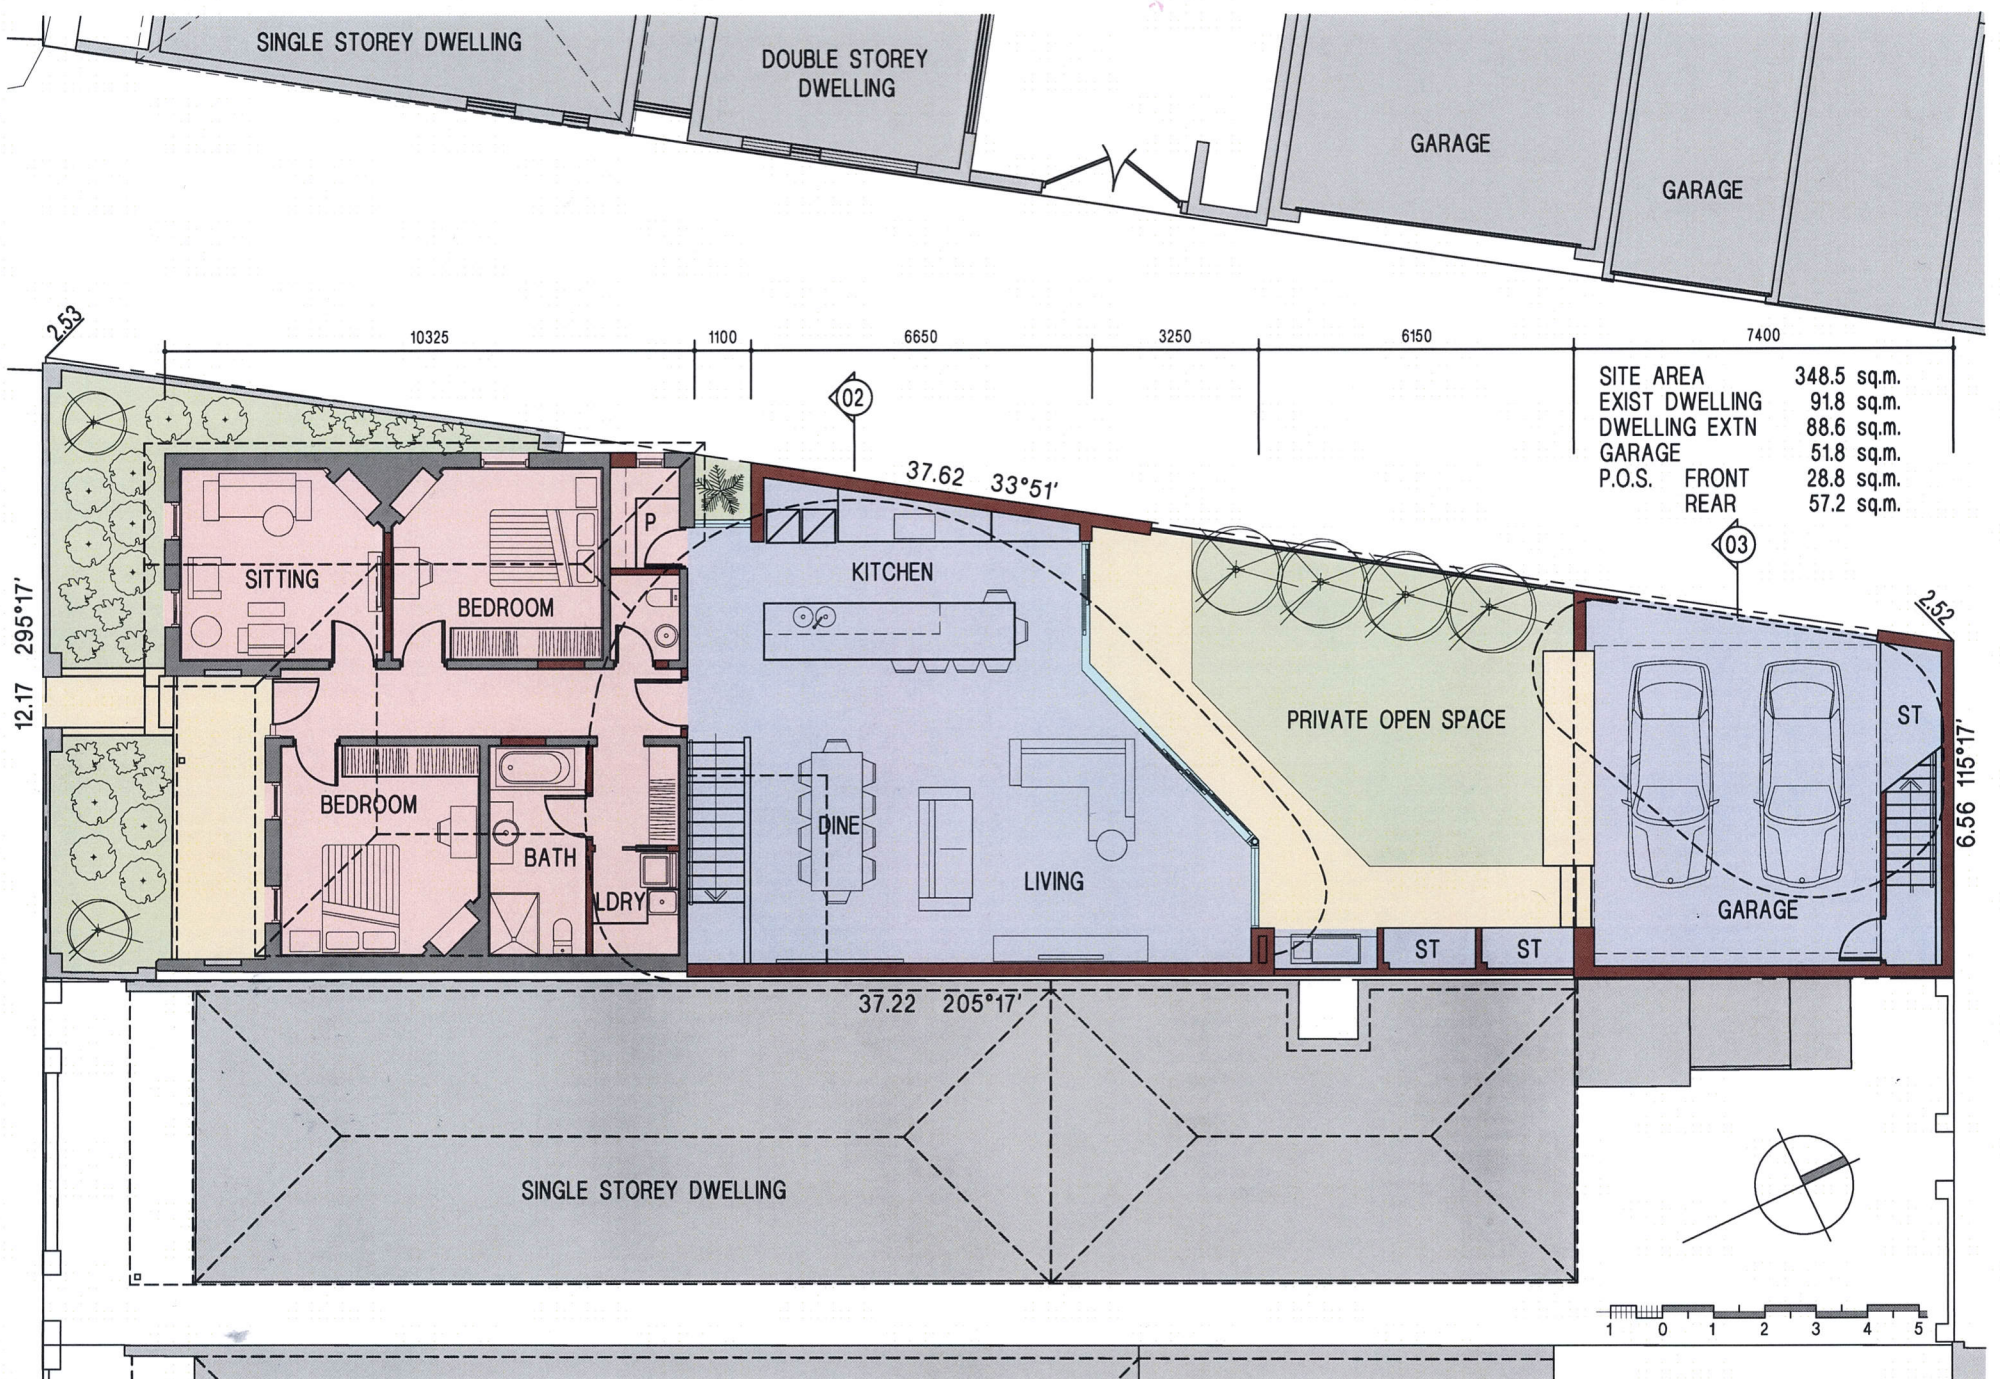 SINGLE STOREY DWELLING
DOUBLE STOREY
DWELLING
GARAGE
GARAGE
2.53
10325
1100
6650
3250
6150
7400
SITE AREA 348.5 sq.m.
EXIST DWELLING 91.8 sq.m.
DWELLING EXTN 88.6 sq.m.
GARAGE 51.8 sq.m.
P.O.S. FRONT 28.8 sq.m.
REAR 57.2 sq.m.
02
37.62 33°51'
03
2.52
P
SITTING
BEDROOM
KITCHEN
12.17 295°17'
PRIVATE OPEN SPACE
ST
6.56 115°17'
BEDROOM
BATH
LDRY
DINE
LIVING
GARAGE
ST
ST
37.22 205°17'
SINGLE STOREY DWELLING
1 0 1 2 3 4 5